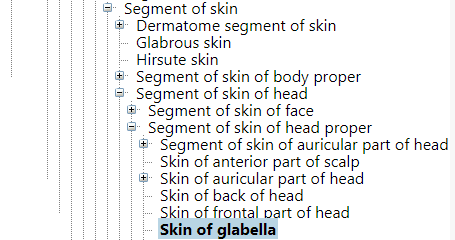 Segment of skin
Dermatome segment of skin
Glabrous skin
Hirsute skin
Segment of skin of body proper
Segment of skin of head
Segment of skin of face
Segment of skin of head proper
Segment of skin of auricular part of head
Skin of anterior part of scalp
Skin of auricular part of head
Skin of back of head
Skin of frontal part of head
Skin of glabella